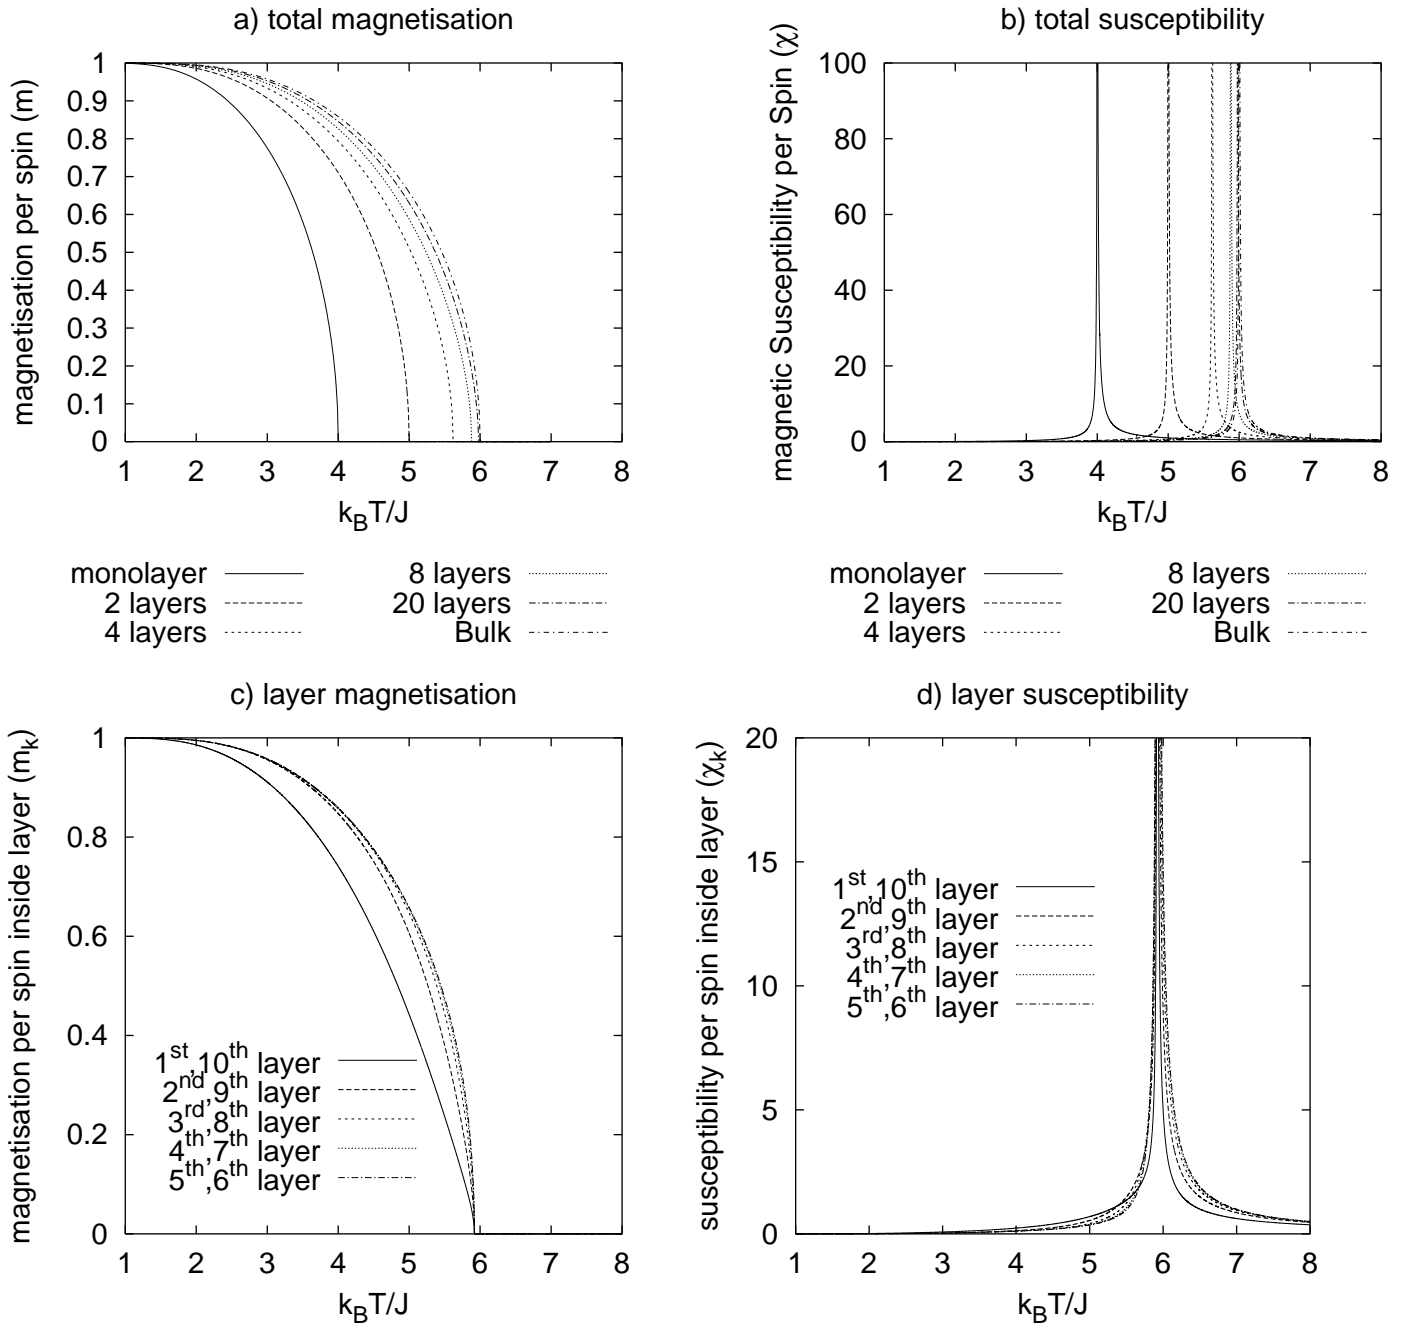 a) total magnetisation
magnetisation per spin (m)
1
0.9
0.8
0.7
0.6
0.5
0.4
0.3
0.2
0.1
0
1 2 3 4 5 6 7 8
k_BT/J
monolayer
2 layers
4 layers
8 layers
20 layers
Bulk
b) total susceptibility
magnetic Susceptibility per Spin (χ)
100
80
60
40
20
0
1 2 3 4 5 6 7 8
k_BT/J
monolayer
2 layers
4 layers
8 layers
20 layers
Bulk
c) layer magnetisation
magnetisation per spin inside layer (m_k)
1
0.8
0.6
0.4
0.2
0
1^st,10^th layer
2^nd,9^th layer
3^rd,8^th layer
4^th,7^th layer
5^th,6^th layer
1 2 3 4 5 6 7 8
k_BT/J
d) layer susceptibility
susceptibility per spin inside layer (χ_k)
20
15
10
5
0
1^st,10^th layer
2^nd,9^th layer
3^rd,8^th layer
4^th,7^th layer
5^th,6^th layer
1 2 3 4 5 6 7 8
k_BT/J